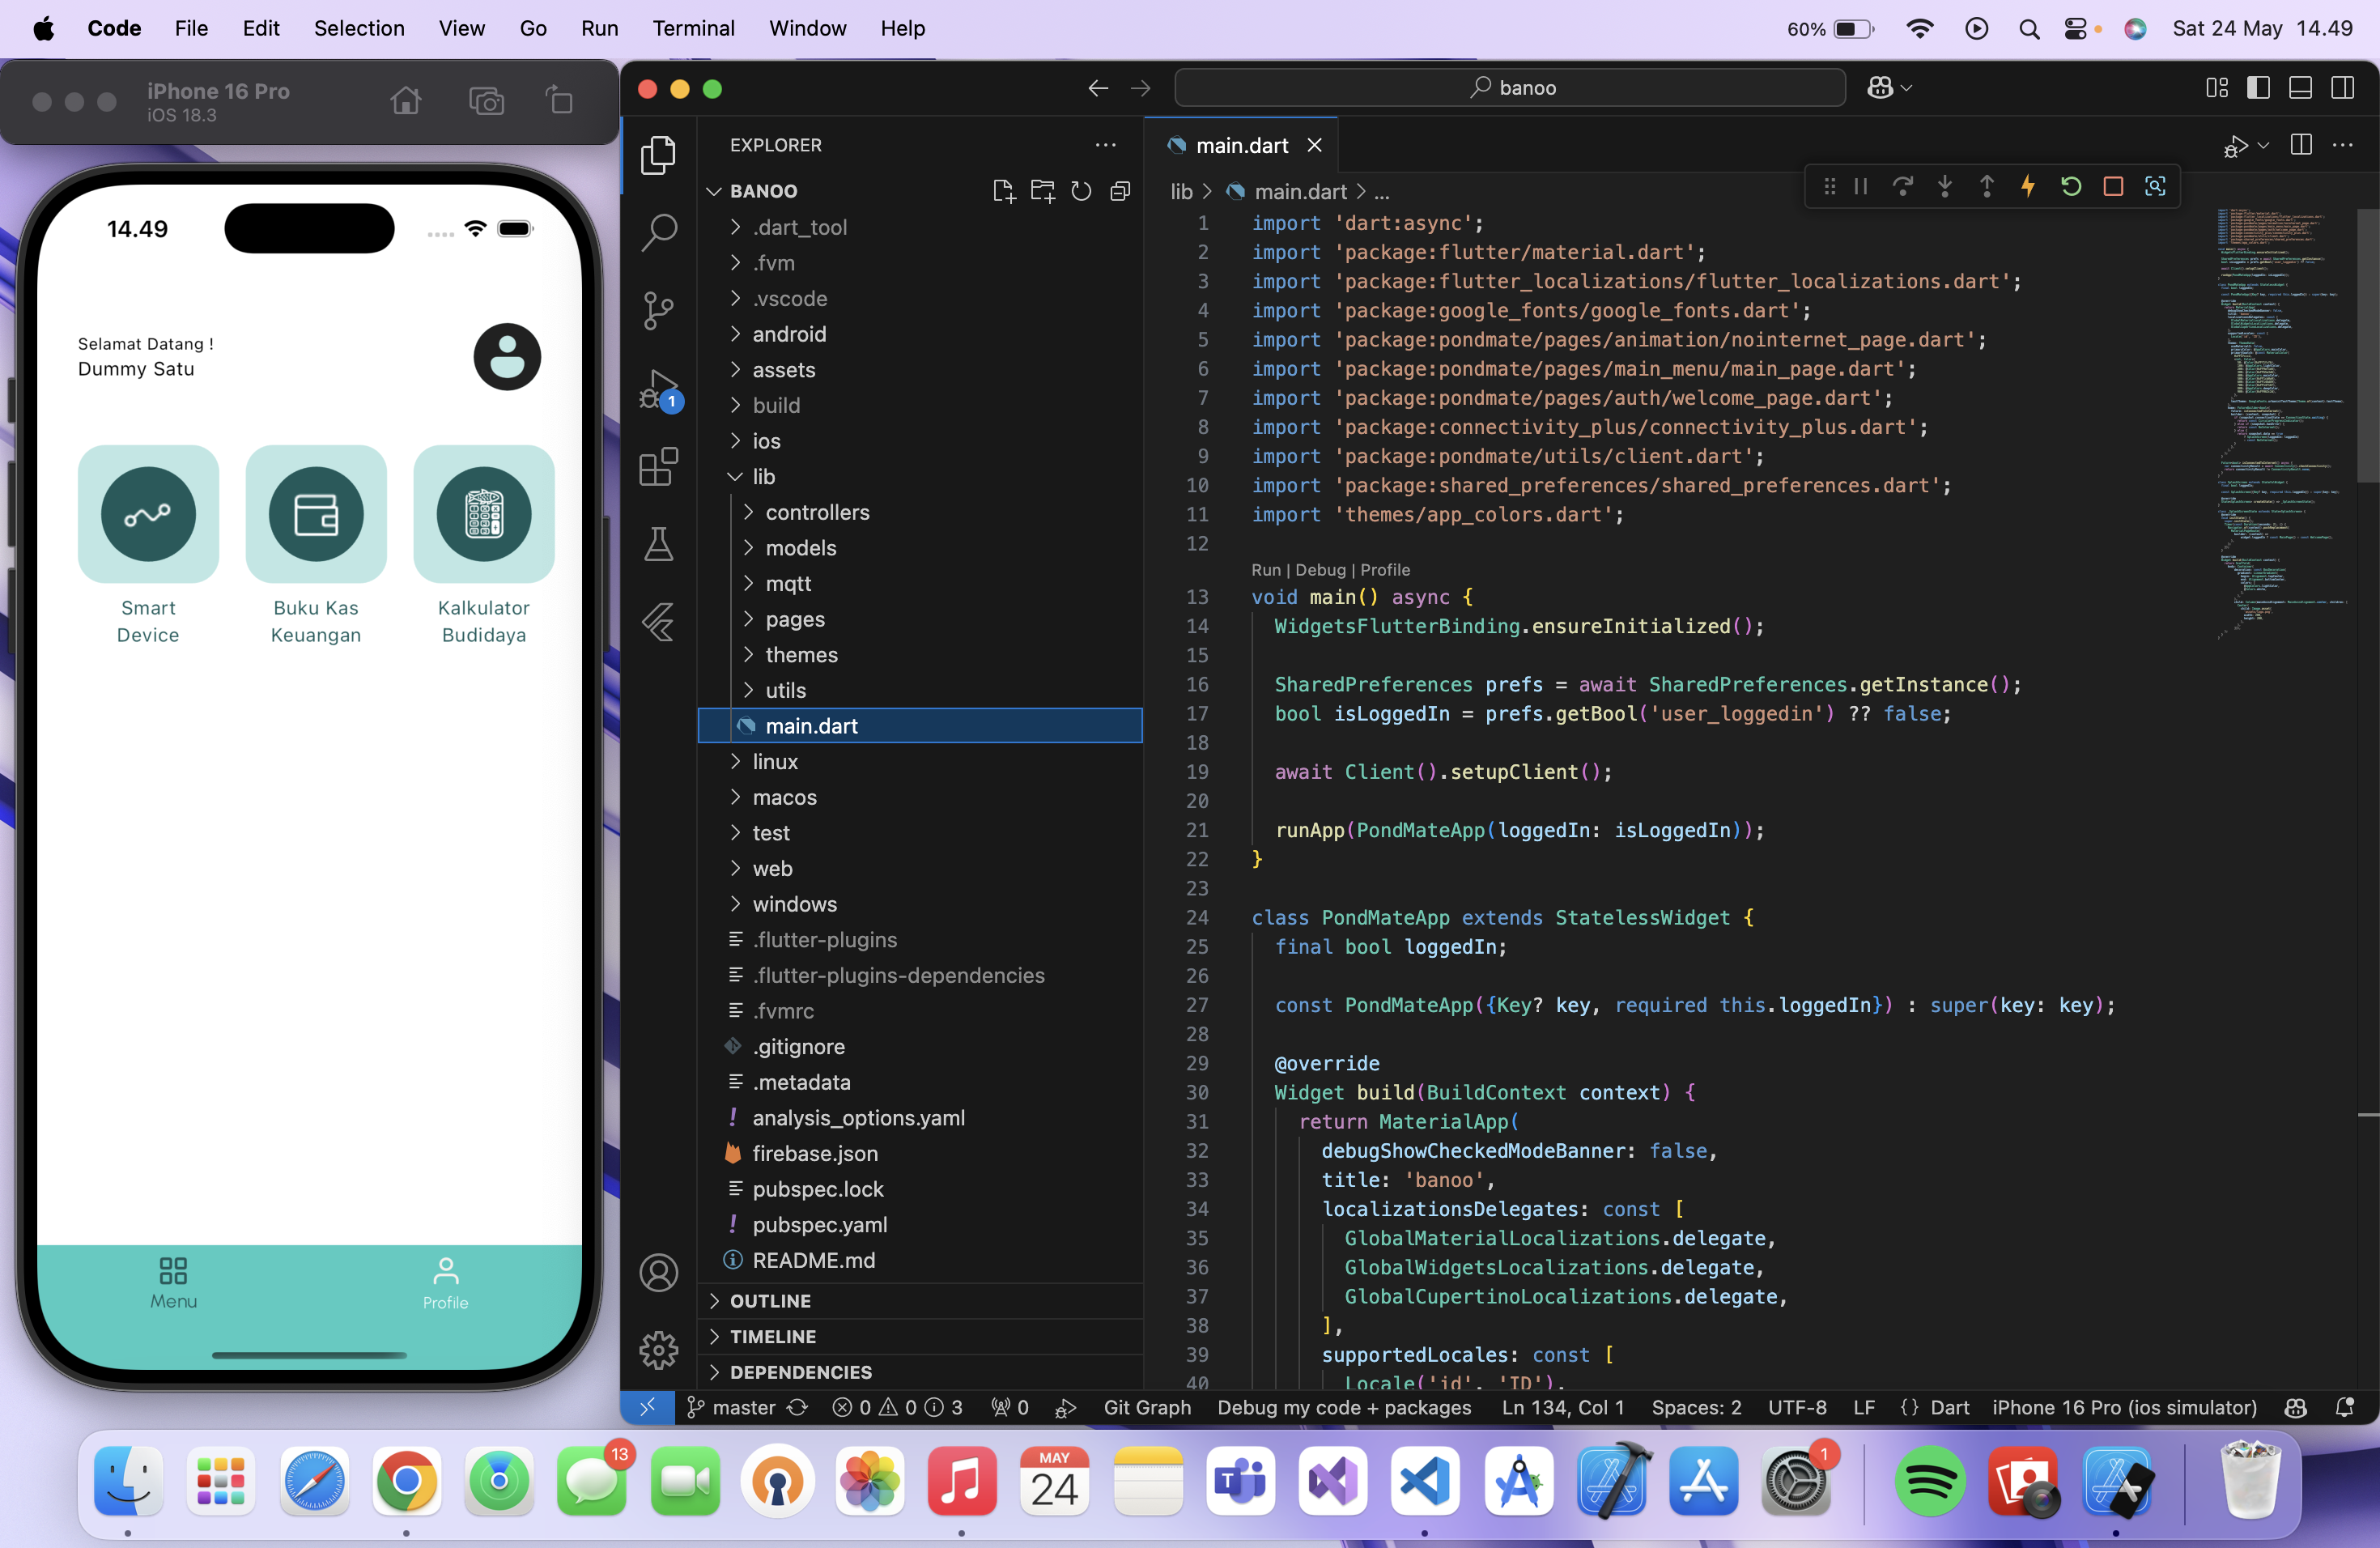 Code File Edit Selection View Go Run Terminal Window Help
60% Sat 24 May 14.49
iPhone 16 Pro
iOS 18.3
14.49
Selamat Datang !
Dummy Satu
Smart
Device
Buku Kas
Keuangan
Kalkulator
Budidaya
Menu
Profile
banoo
EXPLORER
BANOO
.dart_tool
.fvm
.vscode
android
assets
build
ios
lib
controllers
models
mqtt
pages
themes
utils
main.dart
linux
macos
test
web
windows
.flutter-plugins
.flutter-plugins-dependencies
.fvmrc
.gitignore
.metadata
analysis_options.yaml
firebase.json
pubspec.lock
pubspec.yaml
README.md
OUTLINE
TIMELINE
DEPENDENCIES
1
main.dart
lib > main.dart > ...
1 import 'dart:async';
2 import 'package:flutter/material.dart';
3 import 'package:flutter_localizations/flutter_localizations.dart';
4 import 'package:google_fonts/google_fonts.dart';
5 import 'package:pondmate/pages/animation/nointernet_page.dart';
6 import 'package:pondmate/pages/main_menu/main_page.dart';
7 import 'package:pondmate/pages/auth/welcome_page.dart';
8 import 'package:connectivity_plus/connectivity_plus.dart';
9 import 'package:pondmate/utils/client.dart';
10 import 'package:shared_preferences/shared_preferences.dart';
11 import 'themes/app_colors.dart';
12
Run | Debug | Profile
13 void main() async {
14 WidgetsFlutterBinding.ensureInitialized();
15
16 SharedPreferences prefs = await SharedPreferences.getInstance();
17 bool isLoggedIn = prefs.getBool('user_loggedin') ?? false;
18
19 await Client().setupClient();
20
21 runApp(PondMateApp(loggedIn: isLoggedIn));
22 }
23
24 class PondMateApp extends StatelessWidget {
25 final bool loggedIn;
26
27 const PondMateApp({Key? key, required this.loggedIn}) : super(key: key);
28
29 @override
30 Widget build(BuildContext context) {
31 return MaterialApp(
32 debugShowCheckedModeBanner: false,
33 title: 'banoo',
34 localizationsDelegates: const [
35 GlobalMaterialLocalizations.delegate,
36 GlobalWidgetsLocalizations.delegate,
37 GlobalCupertinoLocalizations.delegate,
38 ],
39 supportedLocales: const [
40 Locale('id', 'ID'),
master 0 0 3 0 Git Graph Debug my code + packages Ln 134, Col 1 Spaces: 2 UTF-8 LF {} Dart iPhone 16 Pro (ios simulator)
13
MAY
24
T
1